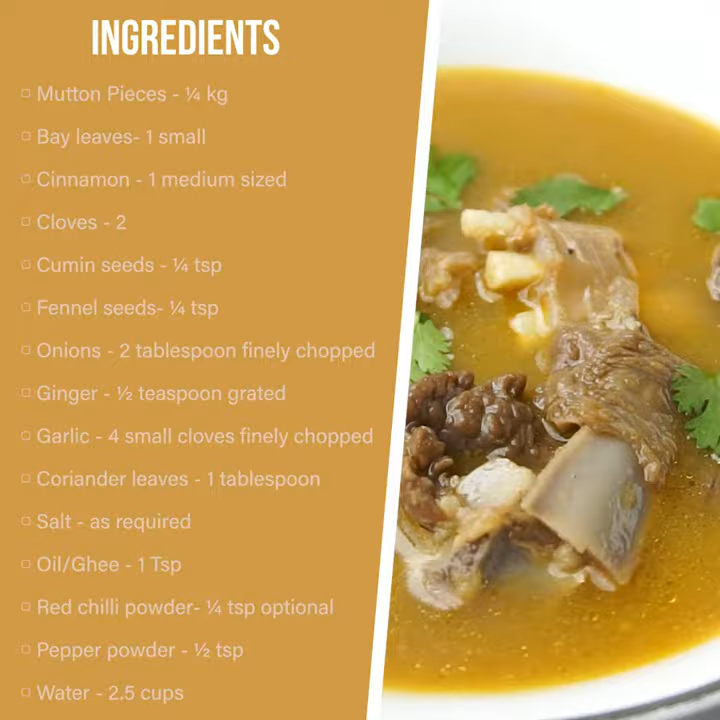 INGREDIENTS
Mutton Pieces - ¼ kg
Bay leaves- 1 small
Cinnamon - 1 medium sized
Cloves - 2
Cumin seeds - ¼ tsp
Fennel seeds- ¼ tsp
Onions - 2 tablespoon finely chopped
Ginger - ½ teaspoon grated
Garlic - 4 small cloves finely chopped
Coriander leaves - 1 tablespoon
Salt - as required
Oil/Ghee - 1 Tsp
Red chilli powder- ¼ tsp optional
Pepper powder - ½ tsp
Water - 2.5 cups